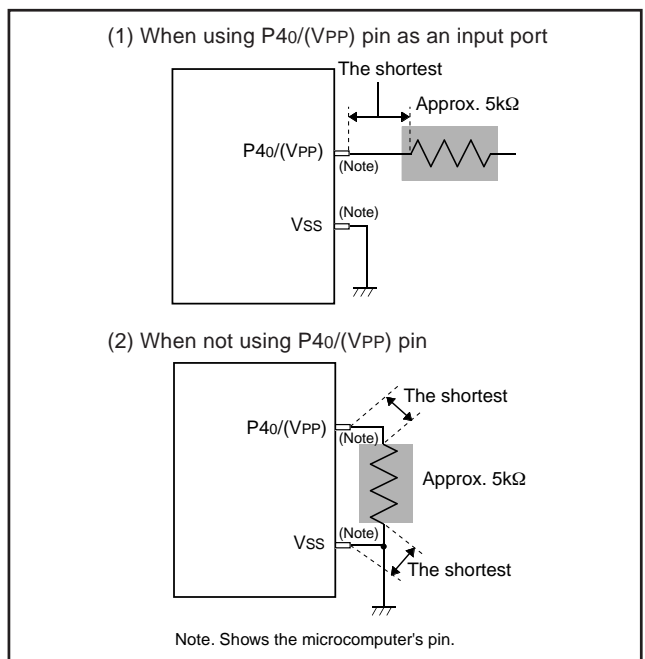 (1) When using P40/(VPP) pin as an input port
The shortest
Approx. 5kΩ
P40/(VPP)
(Note)
(Note)
VSS
(2) When not using P40/(VPP) pin
The shortest
P40/(VPP)
(Note)
Approx. 5kΩ
(Note)
VSS
The shortest
Note. Shows the microcomputer's pin.